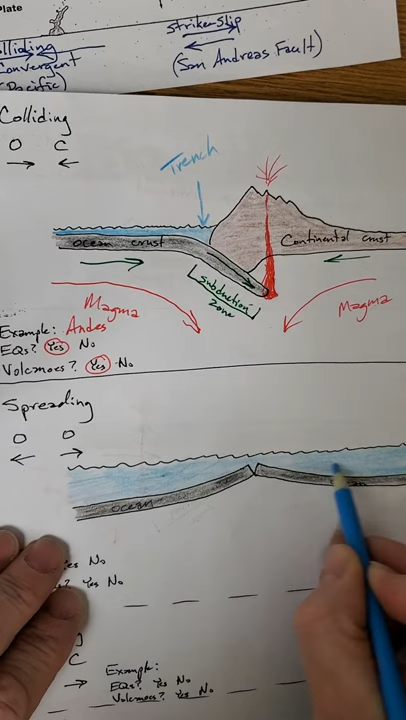 Plate
Colliding
Convergent
(Pacific)
strike-slip
(San Andreas Fault)
Colliding
O C
Trench
ocean crust
Continental crust
Subduction
Zone
Magma
Magma
Example: Andes
EQs? Yes No
Volcanoes? Yes No
Spreading
O O
ocean
Yes No
? Yes No
C
Example:
EQs? Yes No
Volcanoes? Yes No